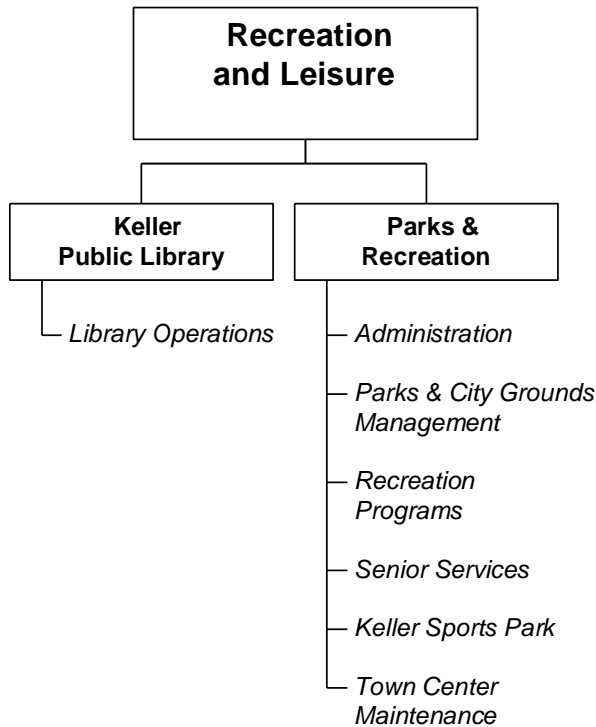 Recreation
and Leisure
Keller
Public Library
Library Operations
Parks &
Recreation
Administration
Parks & City Grounds
Management
Recreation
Programs
Senior Services
Keller Sports Park
Town Center
Maintenance